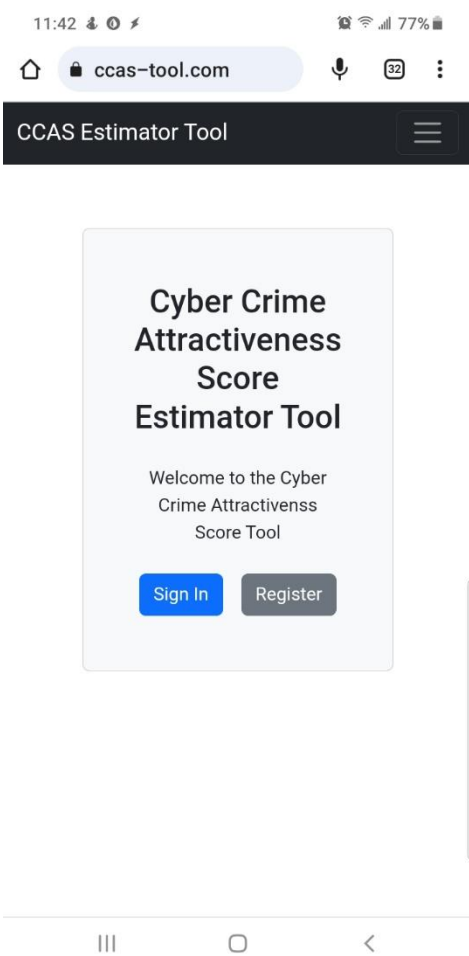 11:42 77%
ccas-tool.com 32
CCAS Estimator Tool
Cyber Crime
Attractiveness
Score
Estimator Tool
Welcome to the Cyber
Crime Attractivenss
Score Tool
Sign In Register